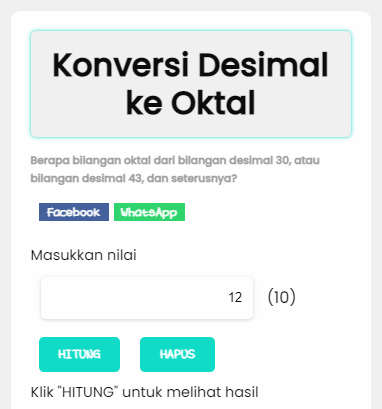 Konversi Desimal
ke Oktal
Berapa bilangan oktal dari bilangan desimal 30, atau
bilangan desimal 43, dan seterusnya?
Facebook WhatsApp
Masukkan nilai
12 (10)
HITUNG HAPUS
Klik "HITUNG" untuk melihat hasil